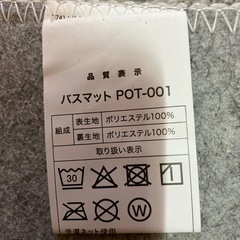 品質表示
バスマット POT-001
組成
表生地 ポリエステル100%
裏生地 ポリエステル100%
取り扱い表示
30
W
洗濯ネット使用